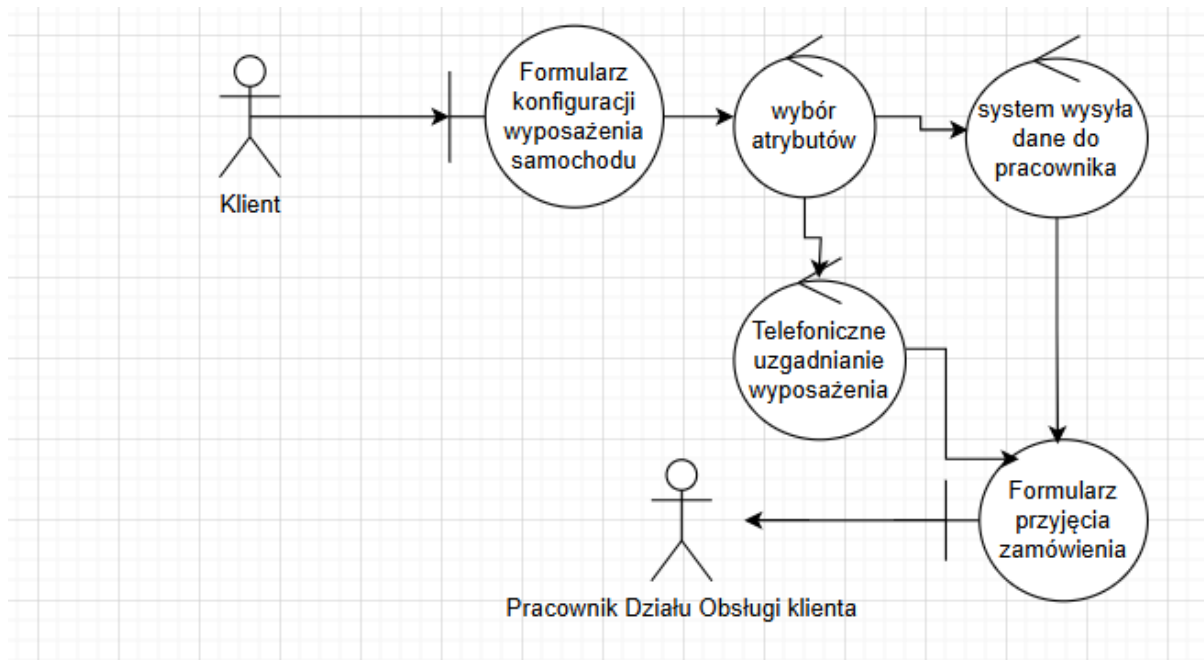 Formularz
konfiguracji
wyposażenia
samochodu
wybór
atrybutów
system wysyła
dane do
pracownika
Klient
Telefoniczne
uzgadnianie
wyposażenia
Formularz
przyjęcia
zamówienia
Pracownik Działu Obsługi klienta